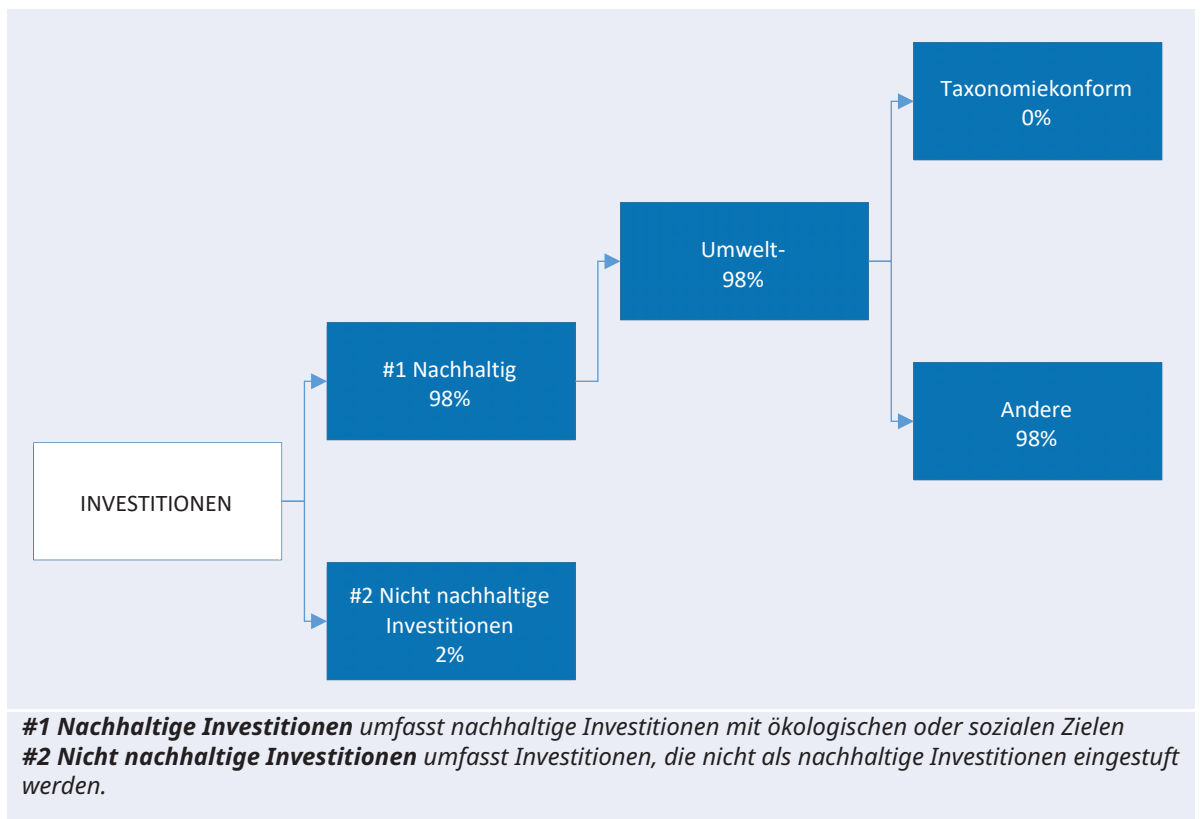 Taxonomiekonform
0%
Umwelt-
98%
#1 Nachhaltig
98%
Andere
98%
INVESTITIONEN
#2 Nicht nachhaltige
Investitionen
2%
#1 Nachhaltige Investitionen umfasst nachhaltige Investitionen mit ökologischen oder sozialen Zielen
#2 Nicht nachhaltige Investitionen umfasst Investitionen, die nicht als nachhaltige Investitionen eingestuft
werden.